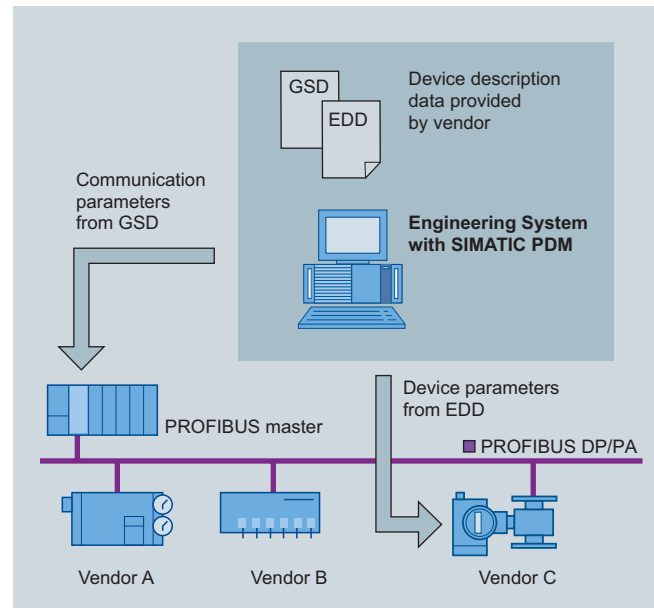 GSD
EDD
Device description
data provided
by vendor
Communication
parameters
from GSD
Engineering System
with SIMATIC PDM
Device parameters
from EDD
PROFIBUS master
PROFIBUS DP/PA
Vendor A
Vendor B
Vendor C